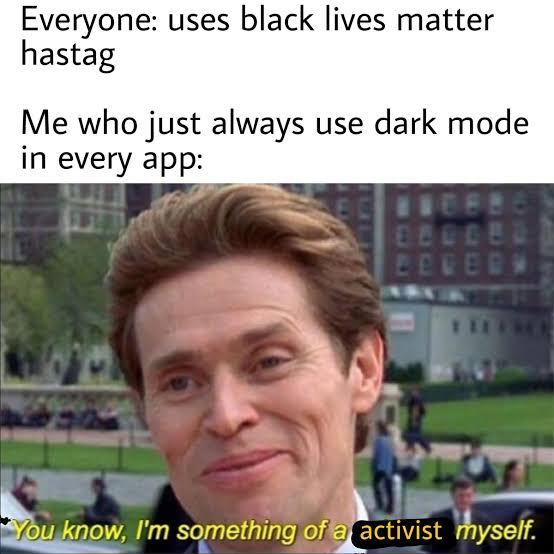 Everyone: uses black lives matter
hastag
Me who just always use dark mode
in every app:
You know, I'm something of a activist myself.